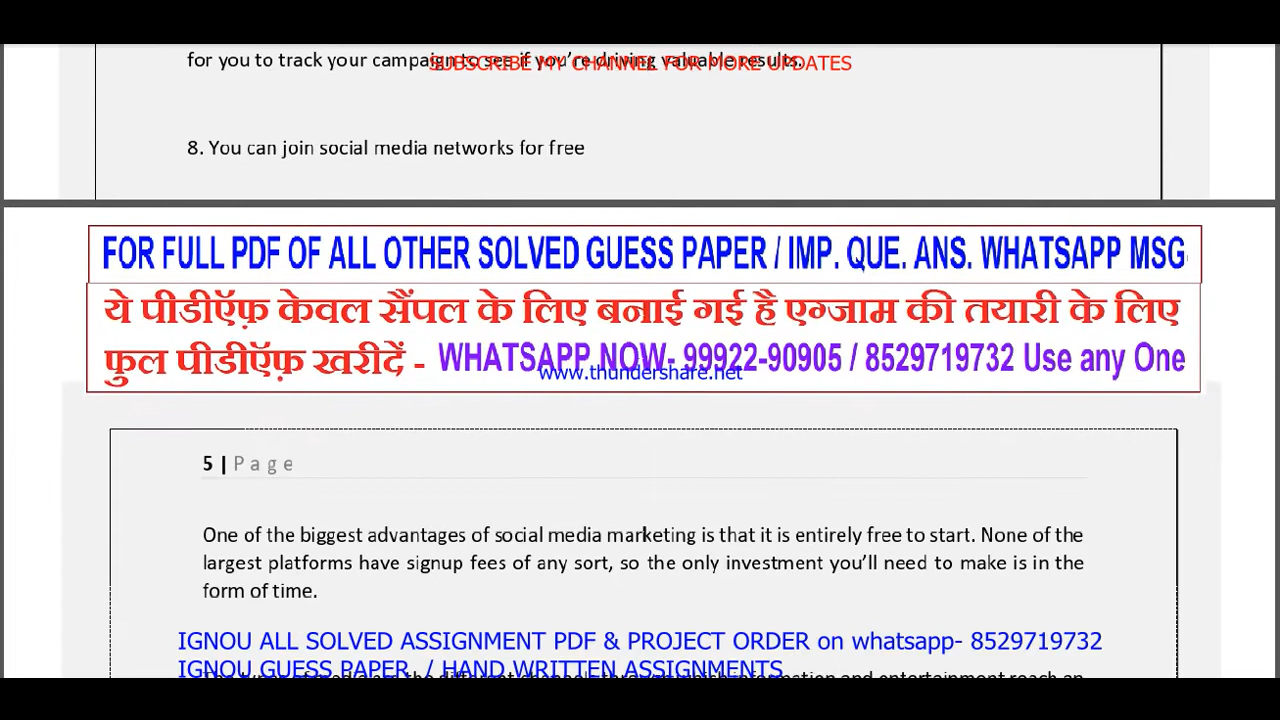 for you to track your campaign to see if you're driving valuable results.
SUBSCRIBE MY CHANNEL FOR MORE UPDATES
8. You can join social media networks for free
FOR FULL PDF OF ALL OTHER SOLVED GUESS PAPER / IMP. QUE. ANS. WHATSAPP MSG
ये पीडीऍफ़ केवल सैंपल के लिए बनाई गई है एग्जाम की तयारी के लिए
फुल पीडीऍफ़ खरीदें - WHATSAPP NOW- 99922-90905 / 8529719732 Use any One
www.thundershare.net
5 | Page
One of the biggest advantages of social media marketing is that it is entirely free to start. None of the
largest platforms have signup fees of any sort, so the only investment you'll need to make is in the
form of time.
IGNOU ALL SOLVED ASSIGNMENT PDF & PROJECT ORDER on whatsapp- 8529719732
IGNOU GUESS PAPER / HAND WRITTEN ASSIGNMENTS